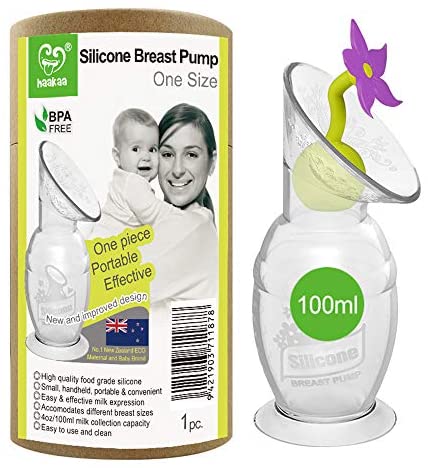 haakaa®
Silicone Breast Pump
One Size
BPA
FREE
One piece
Portable
Effective
New and improved design
No.1 New Zealand ECO
Maternal and Baby Brand
High quality food grade silicone
Small, handheld, portable & convenient
Easy & effective milk expression
Accomodates different breast sizes
4oz/100ml milk collection capacity
Easy to use and clean
9421903711878
1pc.
100ml
Silicone
BREAST PUMP